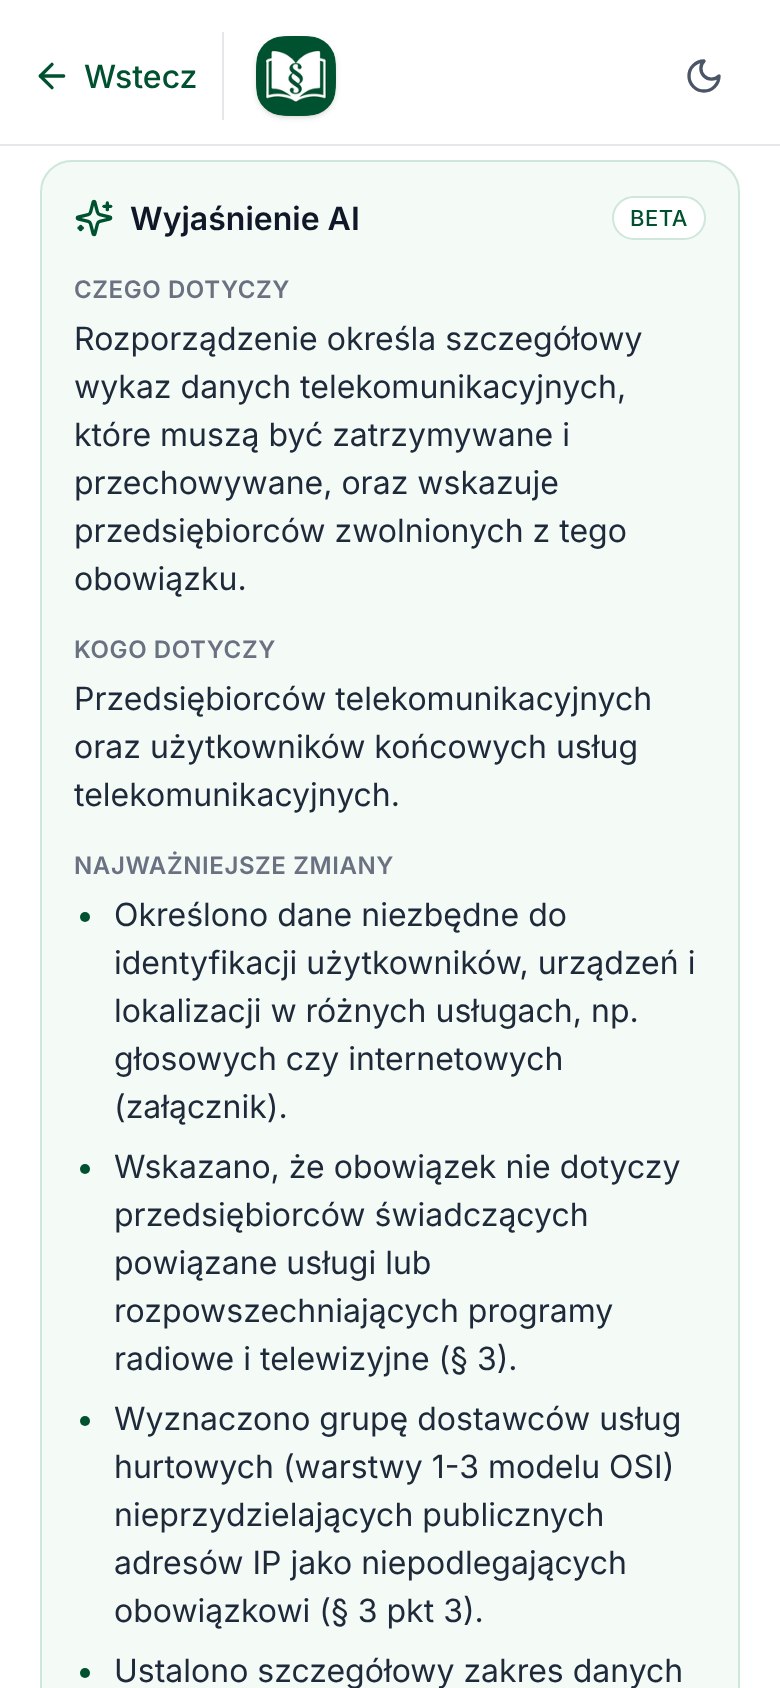 Wstecz
§
Wyjaśnienie AI
BETA
CZEGO DOTYCZY
Rozporządzenie określa szczegółowy
wykaz danych telekomunikacyjnych,
które muszą być zatrzymywane i
przechowywane, oraz wskazuje
przedsiębiorców zwolnionych z tego
obowiązku.
KOGO DOTYCZY
Przedsiębiorców telekomunikacyjnych
oraz użytkowników końcowych usług
telekomunikacyjnych.
NAJWAŻNIEJSZE ZMIANY
• Określono dane niezbędne do
identyfikacji użytkowników, urządzeń i
lokalizacji w różnych usługach, np.
głosowych czy internetowych
(załącznik).
• Wskazano, że obowiązek nie dotyczy
przedsiębiorców świadczących
powiązane usługi lub
rozpowszechniających programy
radiowe i telewizyjne (§ 3).
• Wyznaczono grupę dostawców usług
hurtowych (warstwy 1-3 modelu OSI)
nieprzydzielających publicznych
adresów IP jako niepodlegających
obowiązkowi (§ 3 pkt 3).
• Ustalono szczegółowy zakres danych